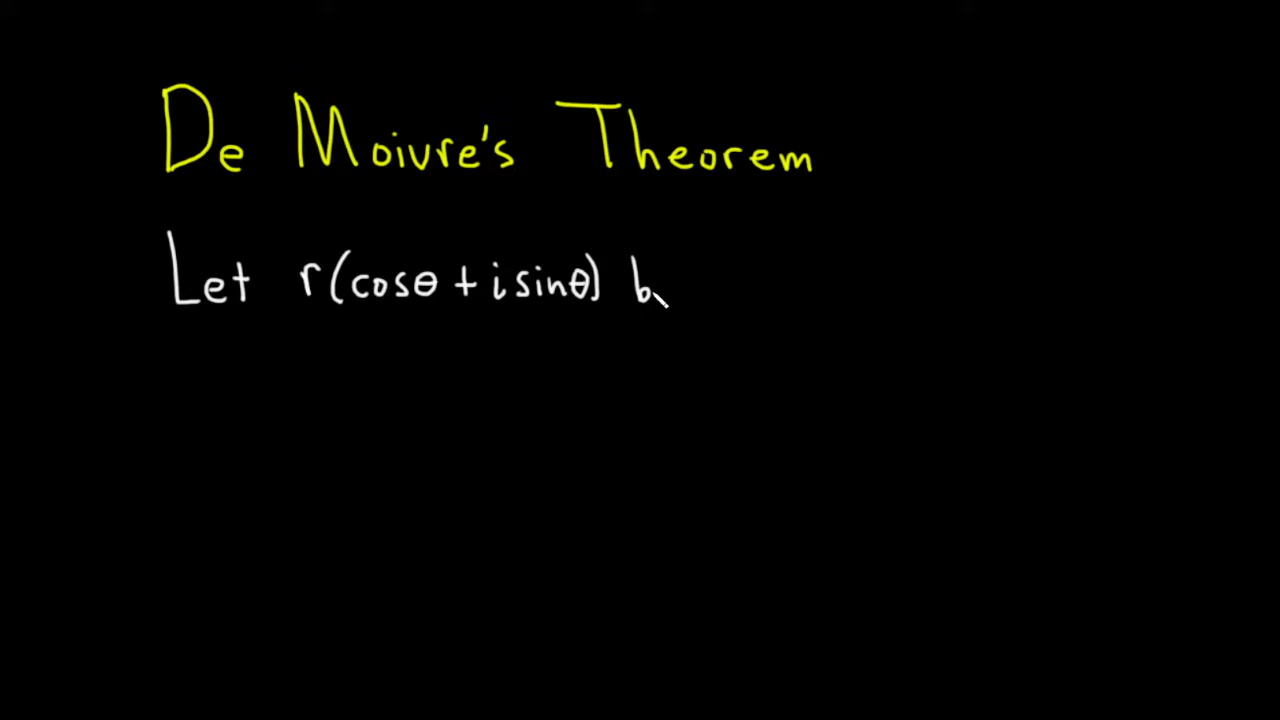 De Moivre's Theorem
Let r(cosθ + i sinθ) b